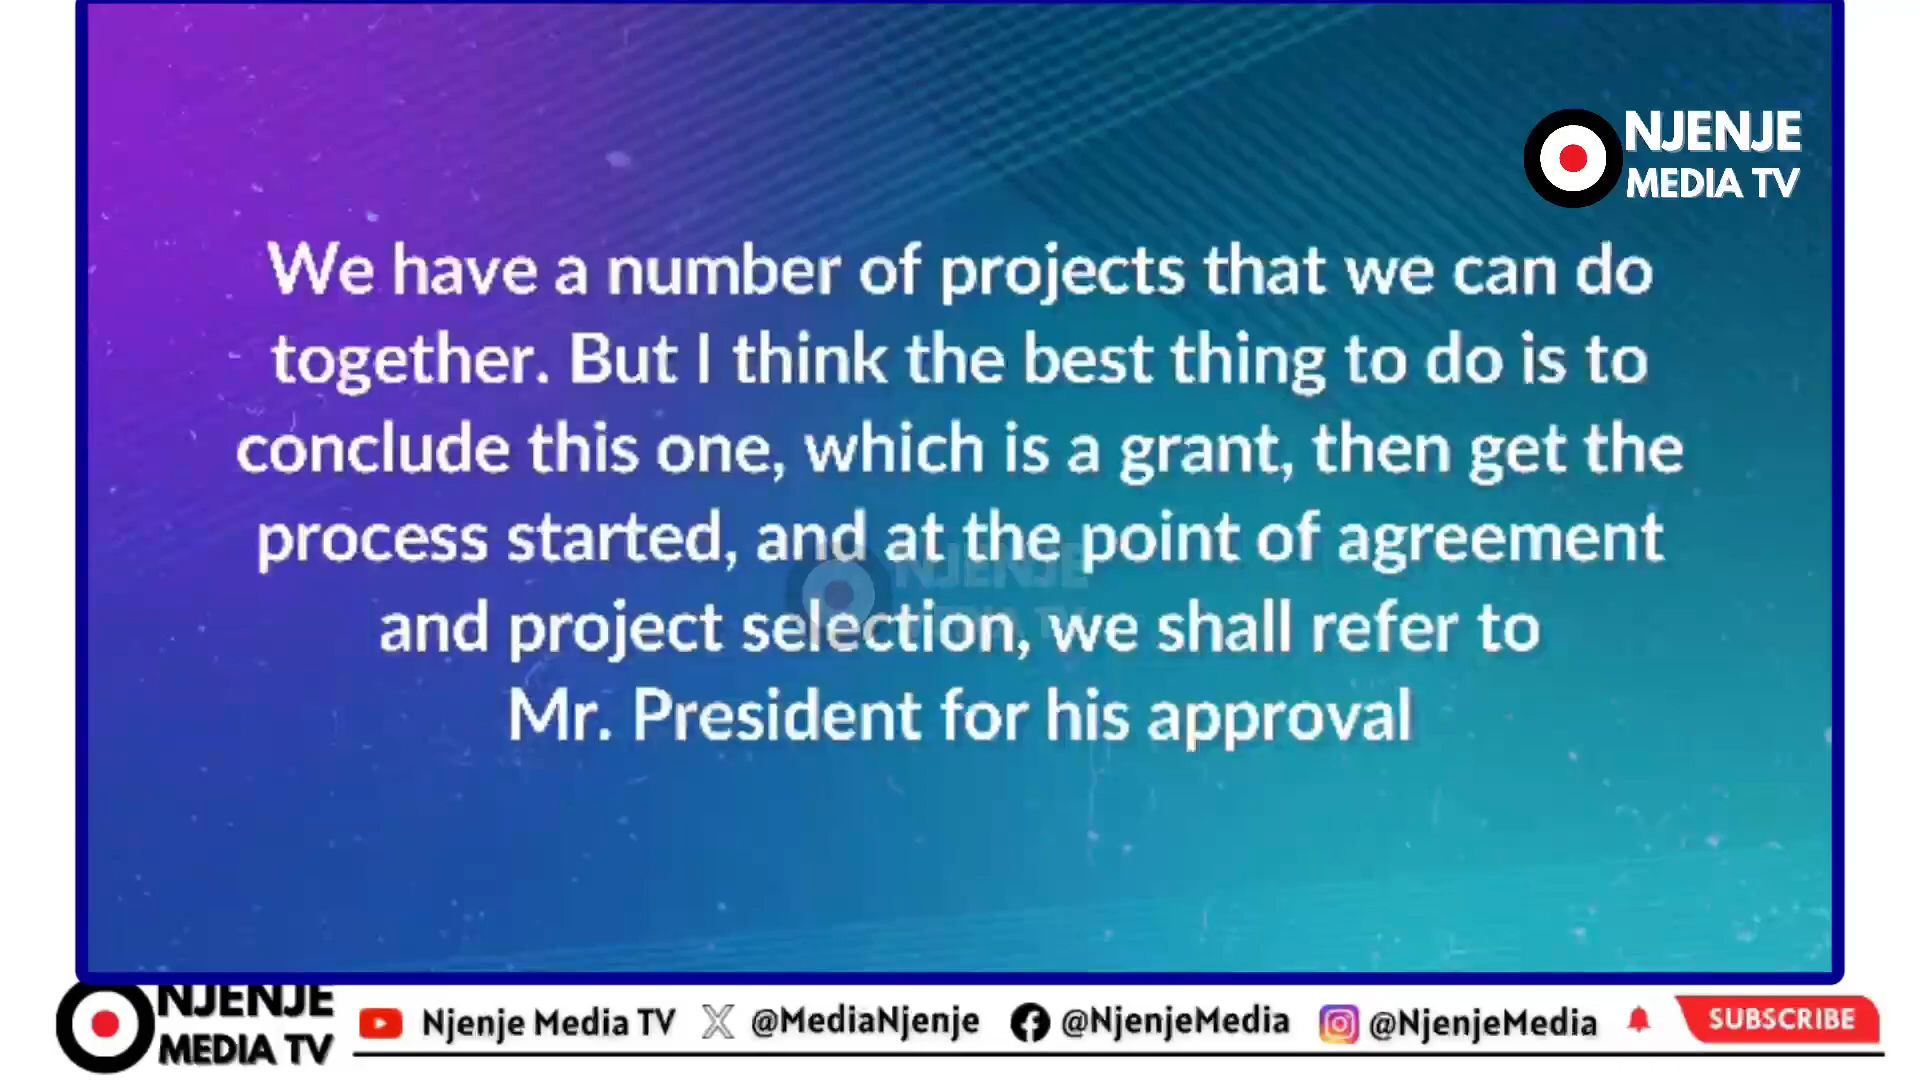 NJENJE
MEDIA TV
We have a number of projects that we can do
together. But I think the best thing to do is to
conclude this one, which is a grant, then get the
process started, and at the point of agreement
and project selection, we shall refer to
Mr. President for his approval
NJENJE
MEDIA TV
NJENJE
MEDIA TV
Njenje Media TV
@MediaNjenje
@NjenjeMedia
@NjenjeMedia
SUBSCRIBE